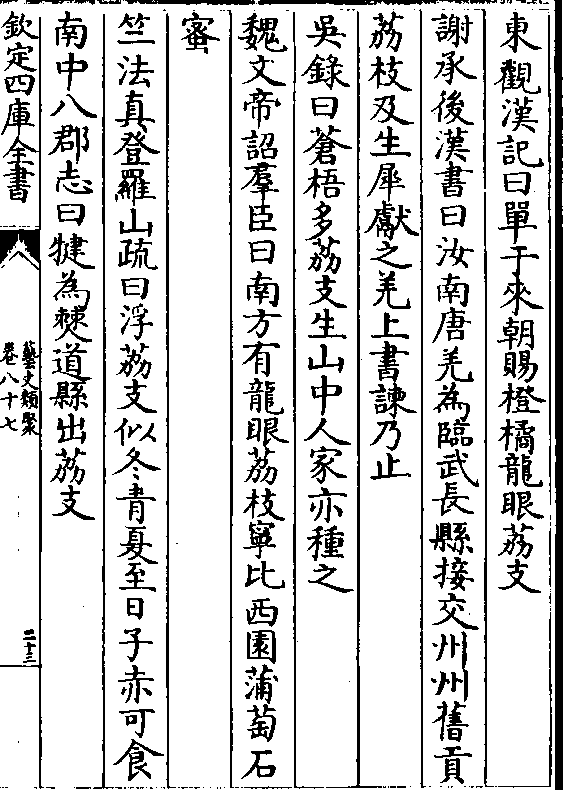 東觀漢記曰單于來朝賜橙橘龍眼荔支
謝承後漢書曰汝南唐羌為臨武長縣接交州州舊貢
荔枝及生犀獻之羌上書諫乃止
吳錄曰蒼梧多荔支生山中人家亦種之
魏文帝詔羣臣曰南方有龍眼荔枝寧比西園蒲萄石
蜜
竺法真登羅山疏曰浮荔支似冬青夏至日子赤可食
南中八郡志曰犍為僰道縣出荔支
欽定四庫全書
藝文類聚
卷八十七
二十三